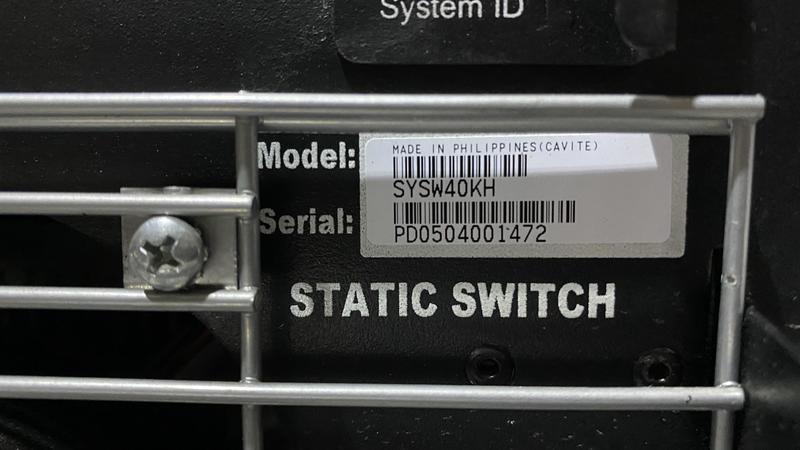 System ID
Model:
MADE IN PHILIPPINES(CAVITE)
SYSW40KH
Serial:
PD0504001472
STATIC SWITCH